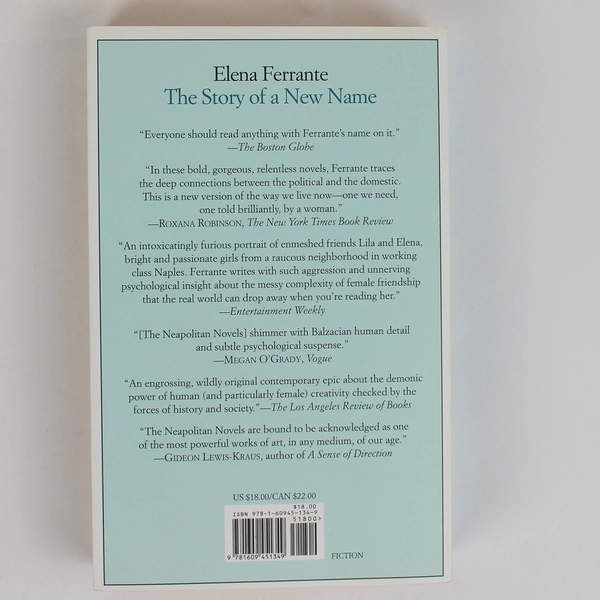 Elena Ferrante
The Story of a New Name
“Everyone should read anything with Ferrante’s name on it.”
—The Boston Globe
“In these bold, gorgeous, relentless novels, Ferrante traces
the deep connections between the political and the domestic.
This is a new version of the way we live now—one we need,
one told brilliantly, by a woman.”
—ROXANA ROBINSON, The New York Times Book Review
“An intoxicatingly furious portrait of enmeshed friends Lila and Elena,
bright and passionate girls from a raucous neighborhood in working
class Naples. Ferrante writes with such aggression and unnerving
psychological insight about the messy complexity of female friendship
that the real world can drop away when you’re reading her.”
—Entertainment Weekly
“[The Neapolitan Novels] shimmer with Balzacian human detail
and subtle psychological suspense.”
—MEGAN O’GRADY, Vogue
“An engrossing, wildly original contemporary epic about the demonic
power of human (and particularly female) creativity checked by the
forces of history and society.”—The Los Angeles Review of Books
“The Neapolitan Novels are bound to be acknowledged as one
of the most powerful works of art, in any medium, of our age.”
—GIDEON LEWIS-KRAUS, author of A Sense of Direction
US $18.00/CAN $22.00
$18.00
ISBN 978-1-60945-134-9
51800>
9 781609 451349
FICTION